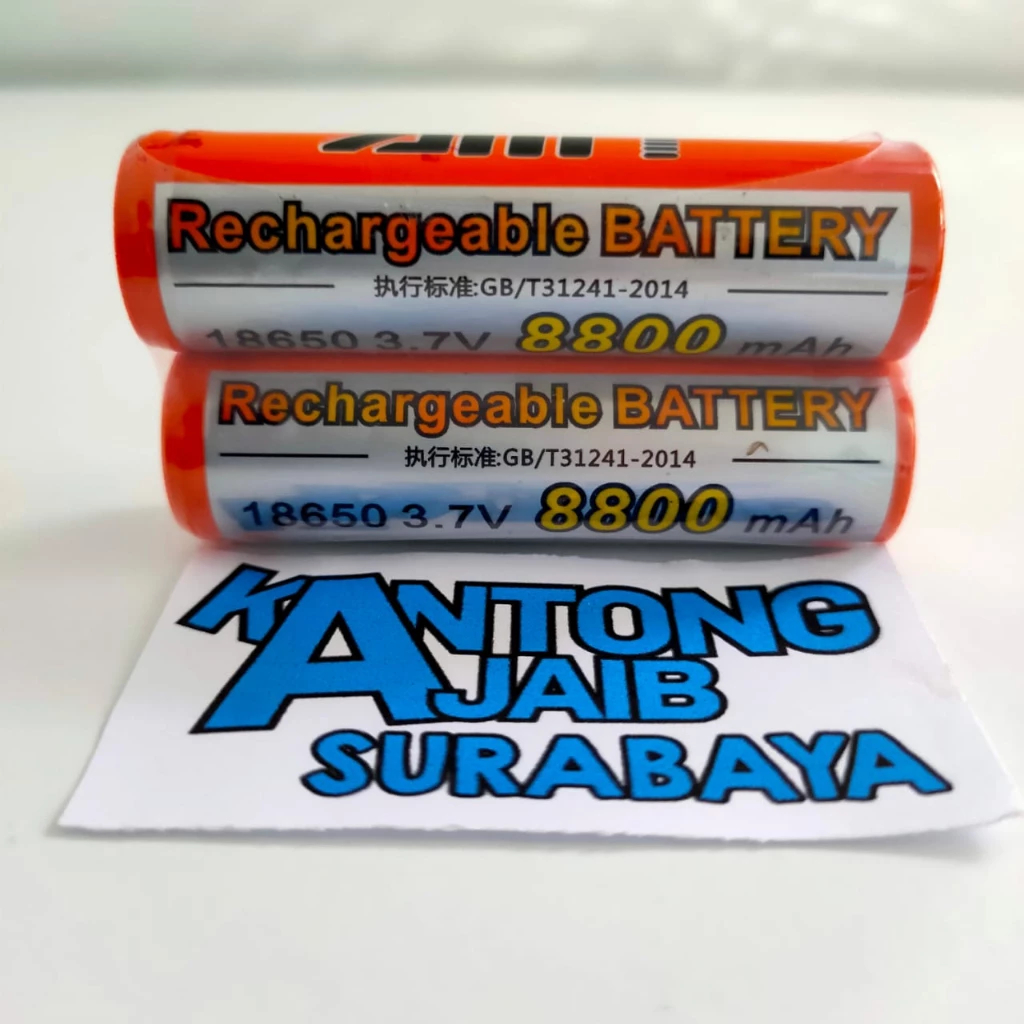 Rechargeable BATTERY
执行标准:GB/T31241-2014
18650 3.7V 8800 mAh
Rechargeable BATTERY
执行标准:GB/T31241-2014
18650 3.7V 8800 mAh
KANTONG
JAIB
SURABAYA